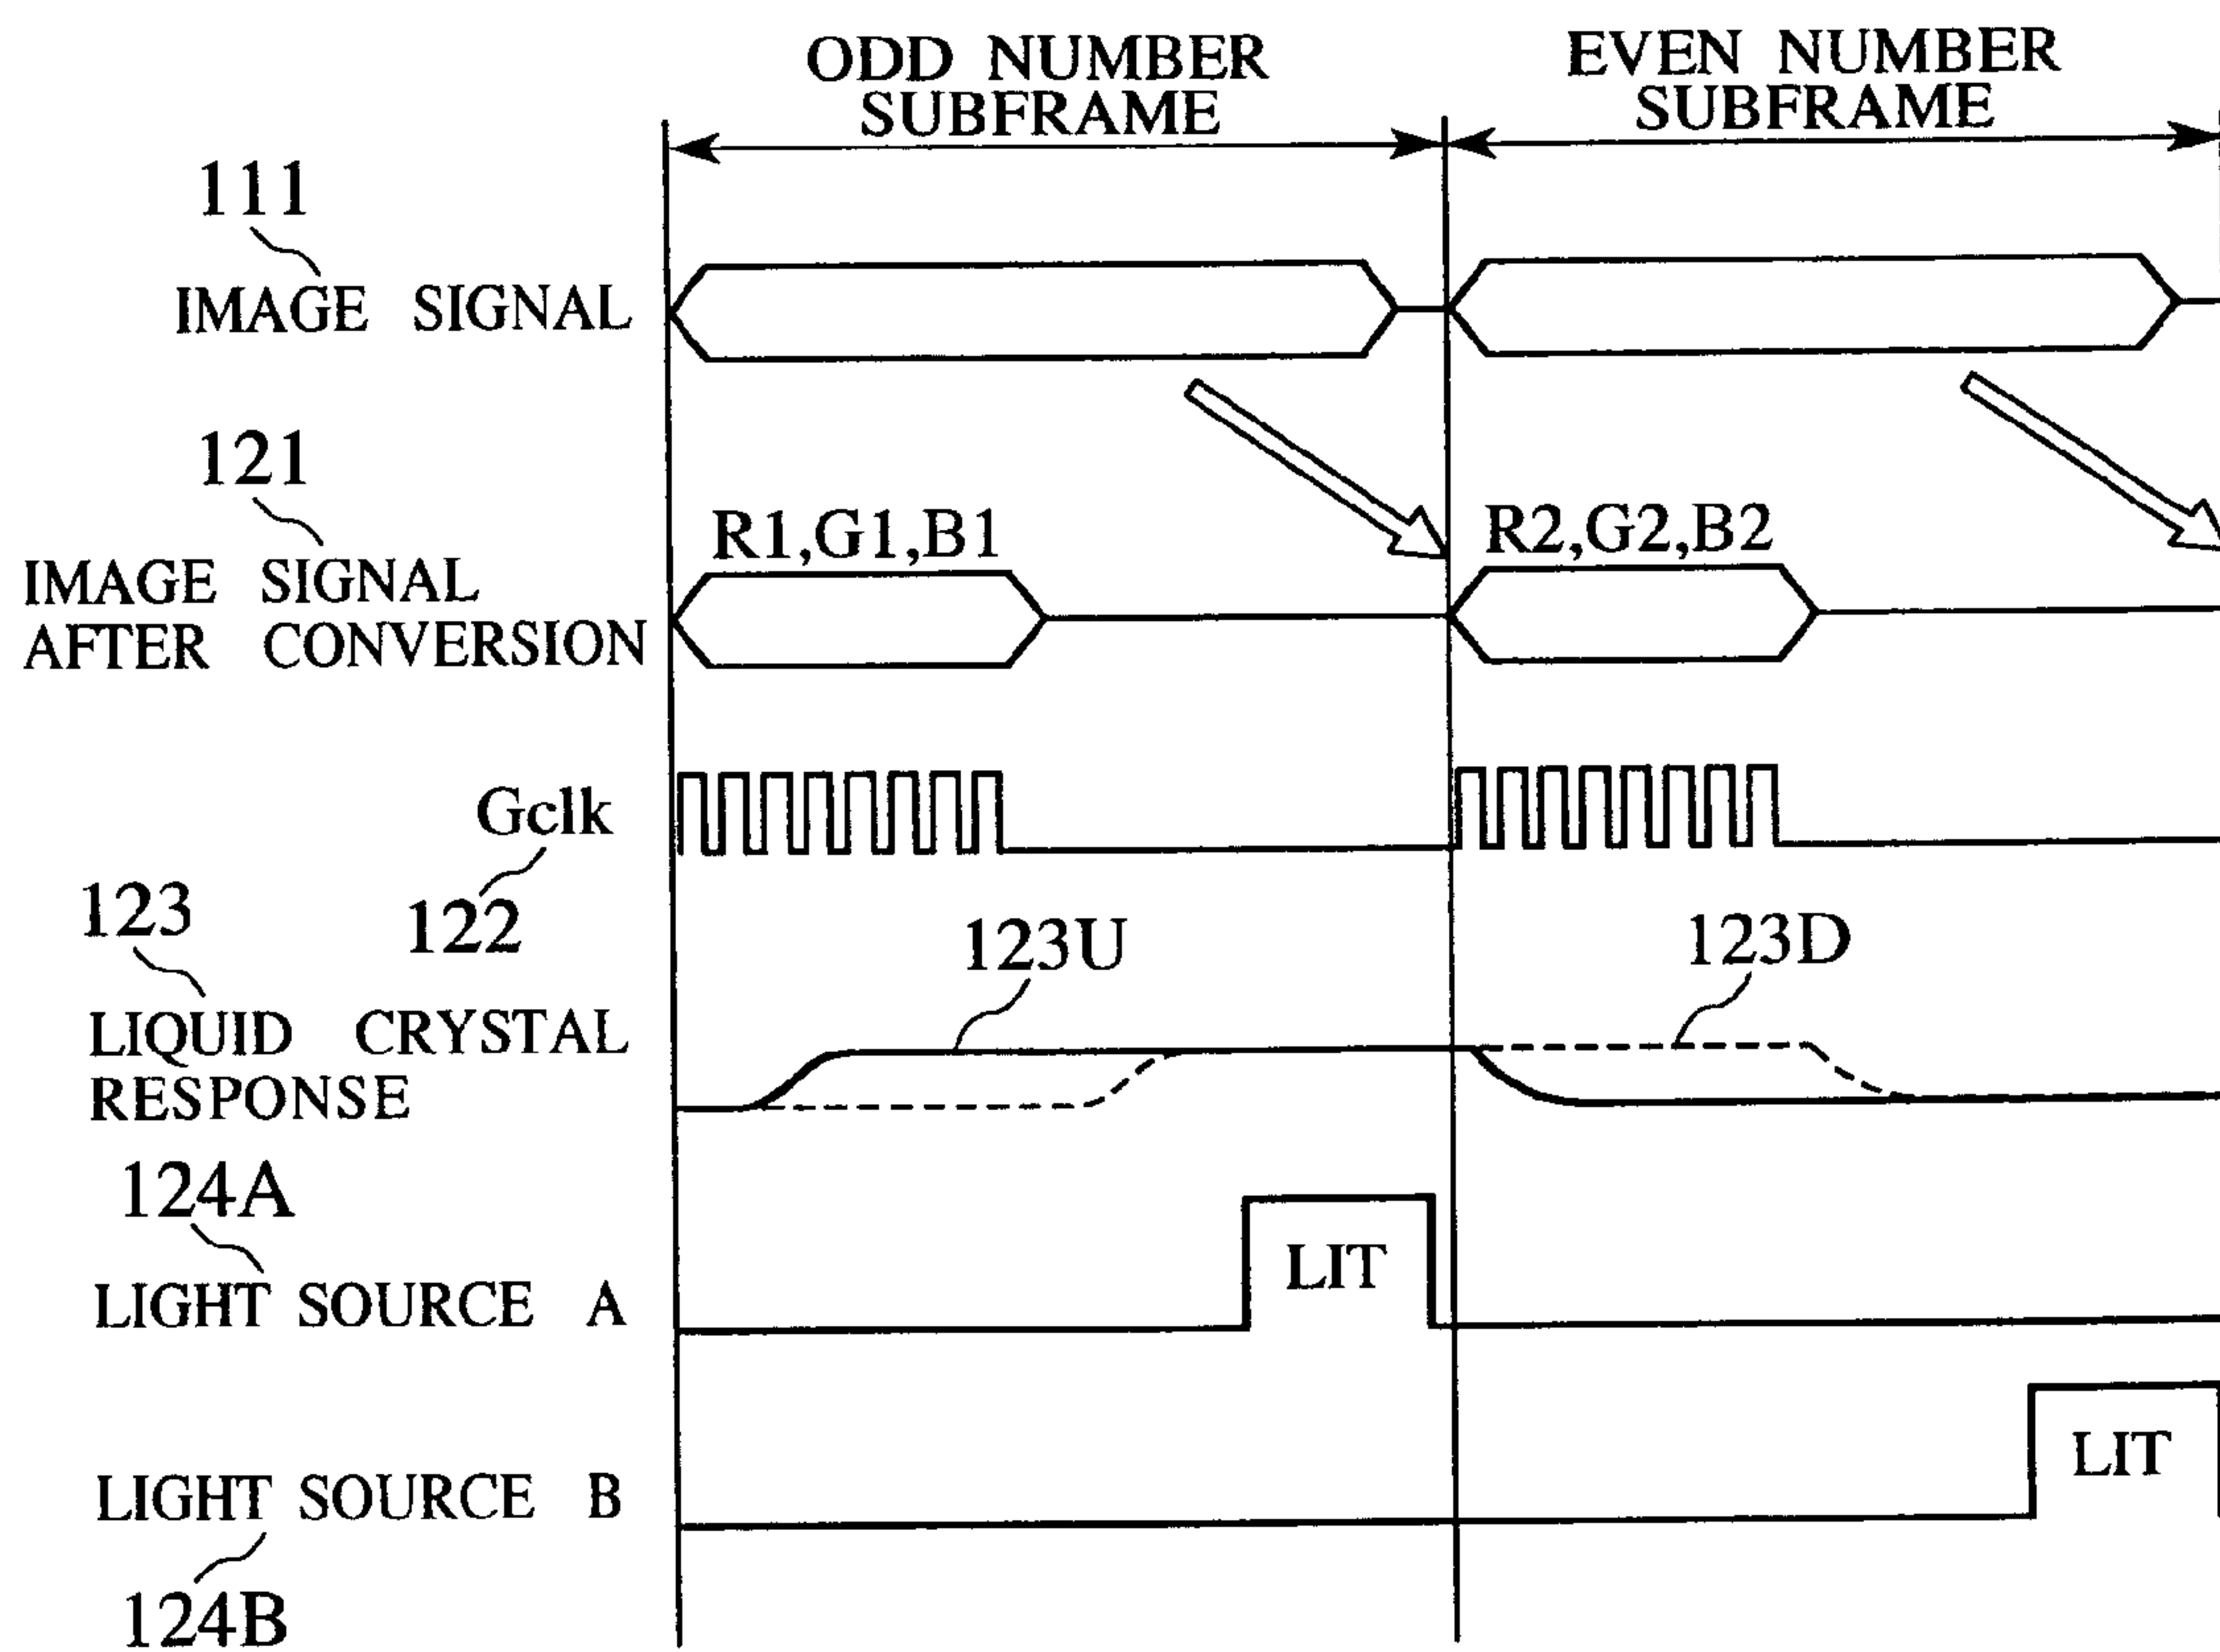 ODD NUMBER
SUBFRAME
EVEN NUMBER
SUBFRAME
111
IMAGE SIGNAL
121
IMAGE SIGNAL
AFTER CONVERSION
R1,G1,B1
R2,G2,B2
Gclk
122
123
LIQUID CRYSTAL
RESPONSE
123U
123D
124A
LIGHT SOURCE A
LIT
LIGHT SOURCE B
124B
LIT